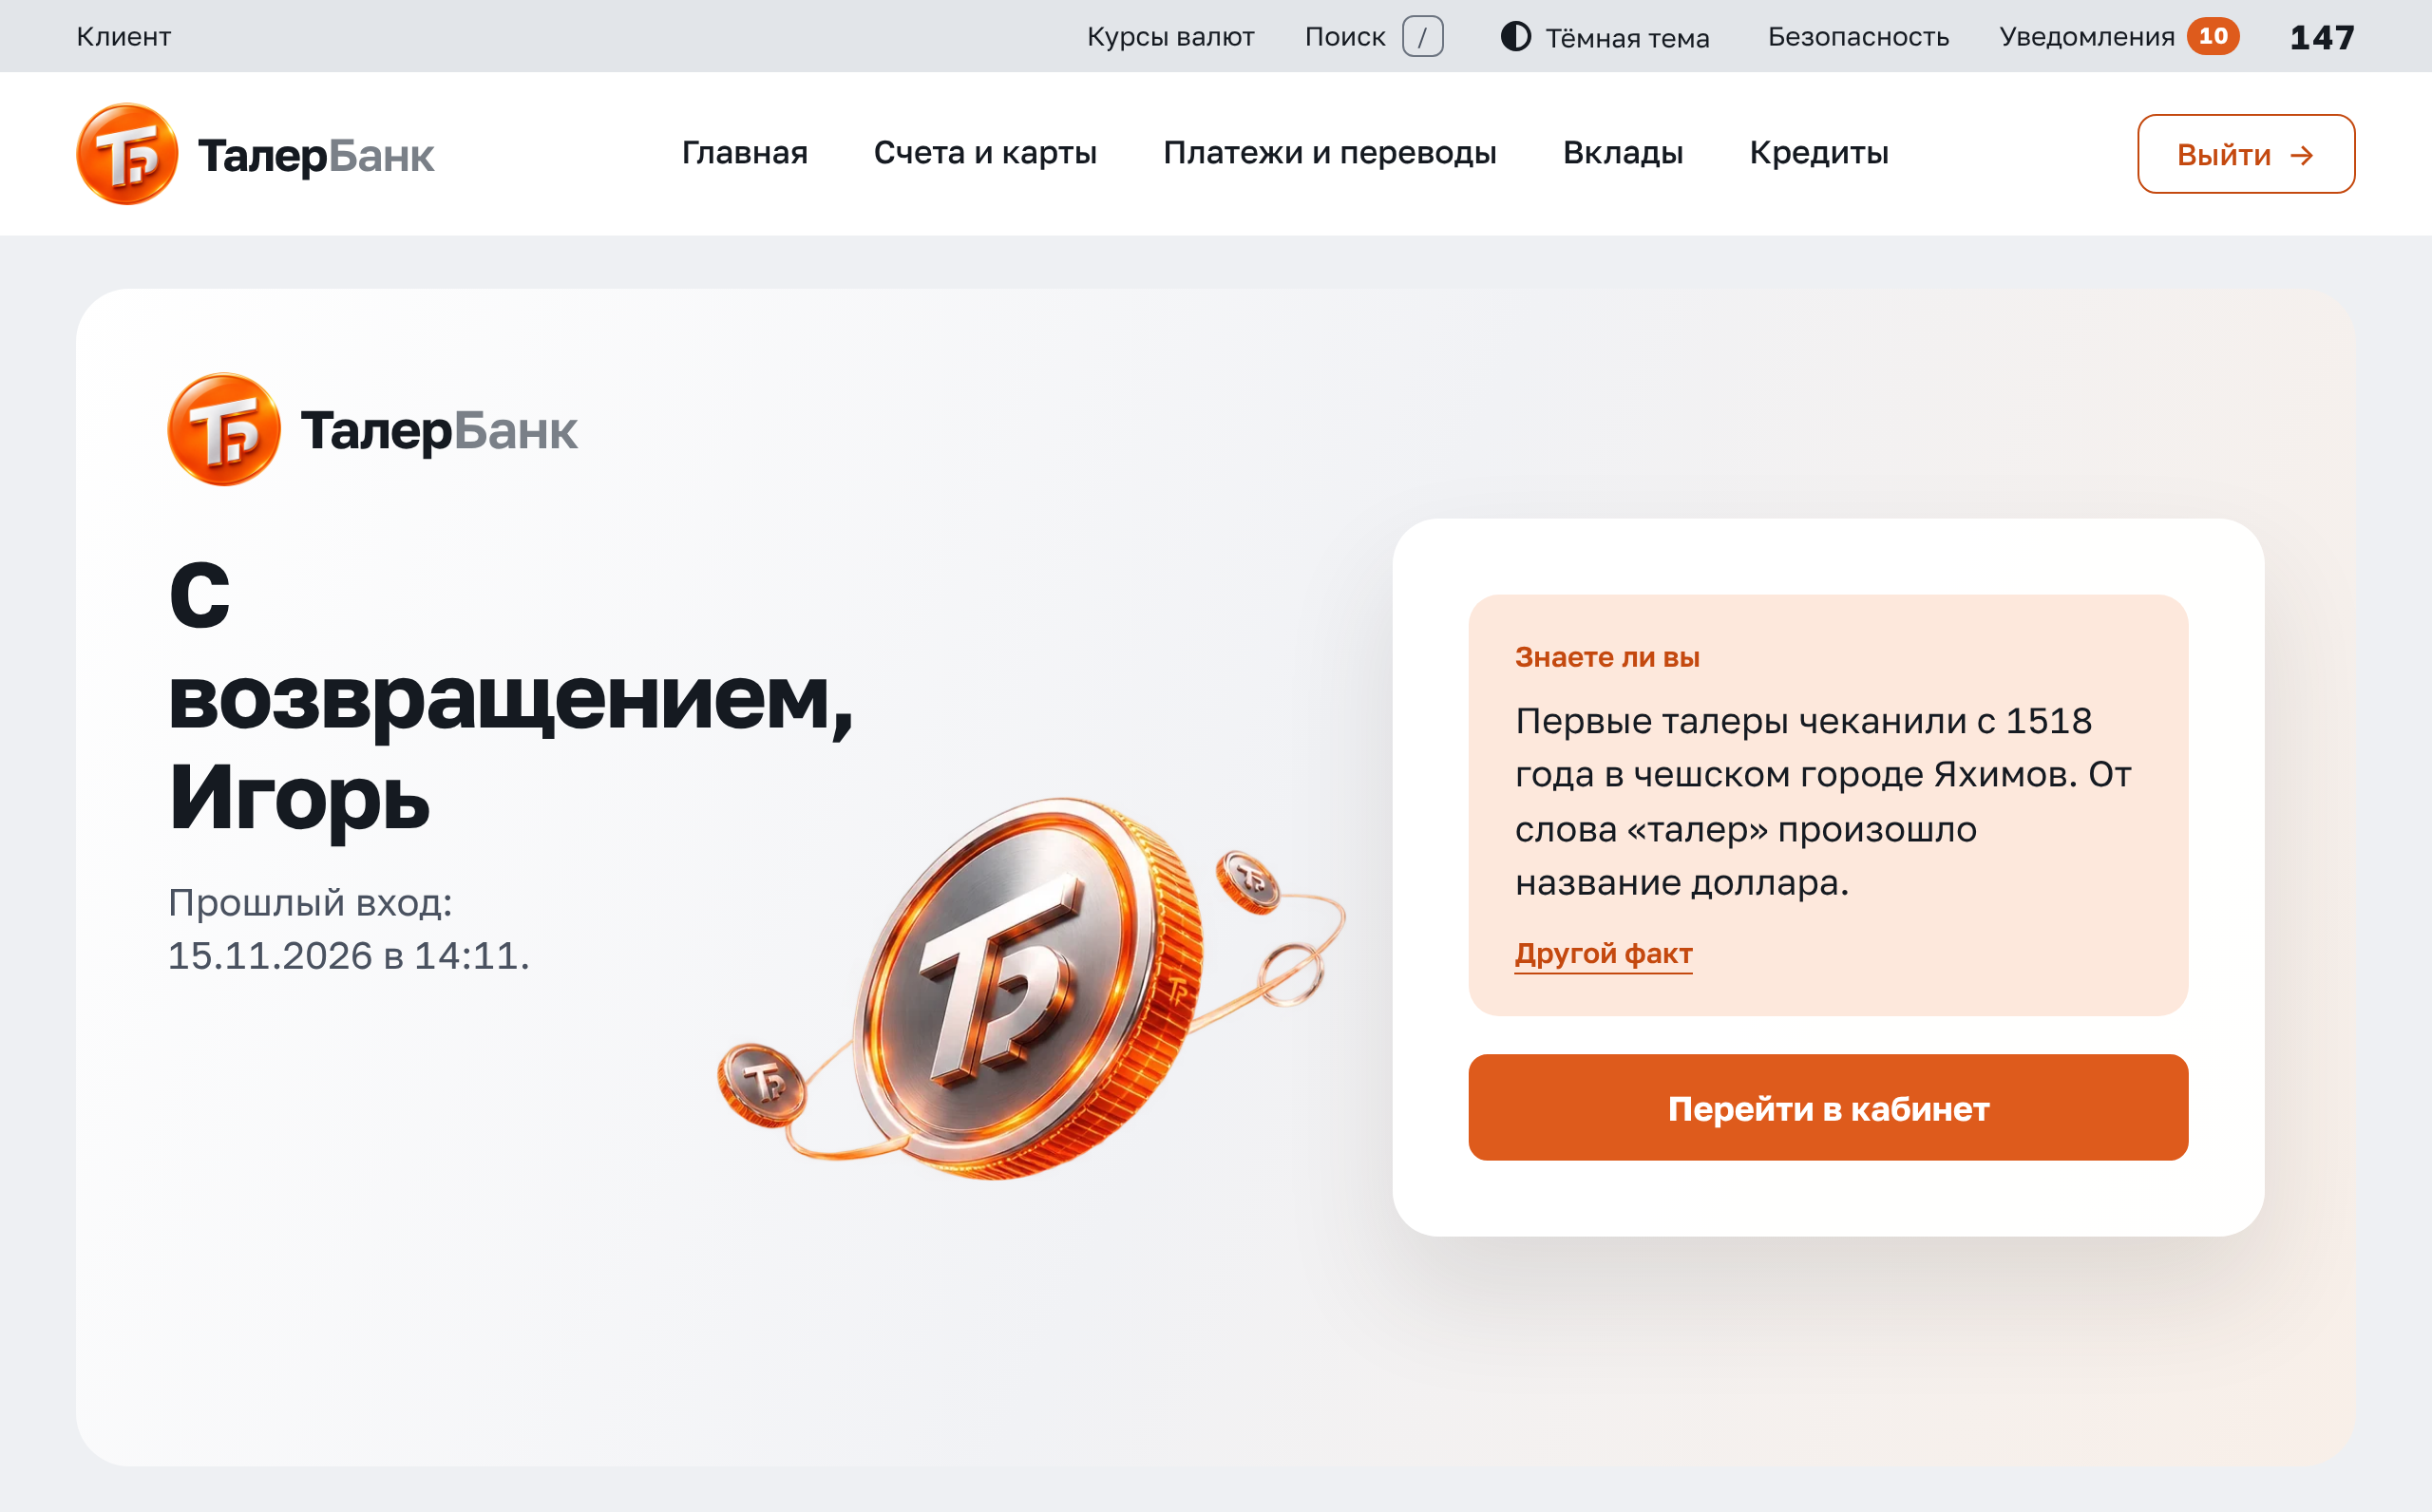 Клиент
Курсы валют
Поиск /
Тёмная тема
Безопасность
Уведомления 10
147
ТалерБанк
Главная
Счета и карты
Платежи и переводы
Вклады
Кредиты
Выйти →
ТалерБанк
С
возвращением,
Игорь
Прошлый вход:
15.11.2026 в 14:11.
Знаете ли вы
Первые талеры чеканили с 1518
года в чешском городе Яхимов. От
слова «талер» произошло
название доллара.
Другой факт
Перейти в кабинет